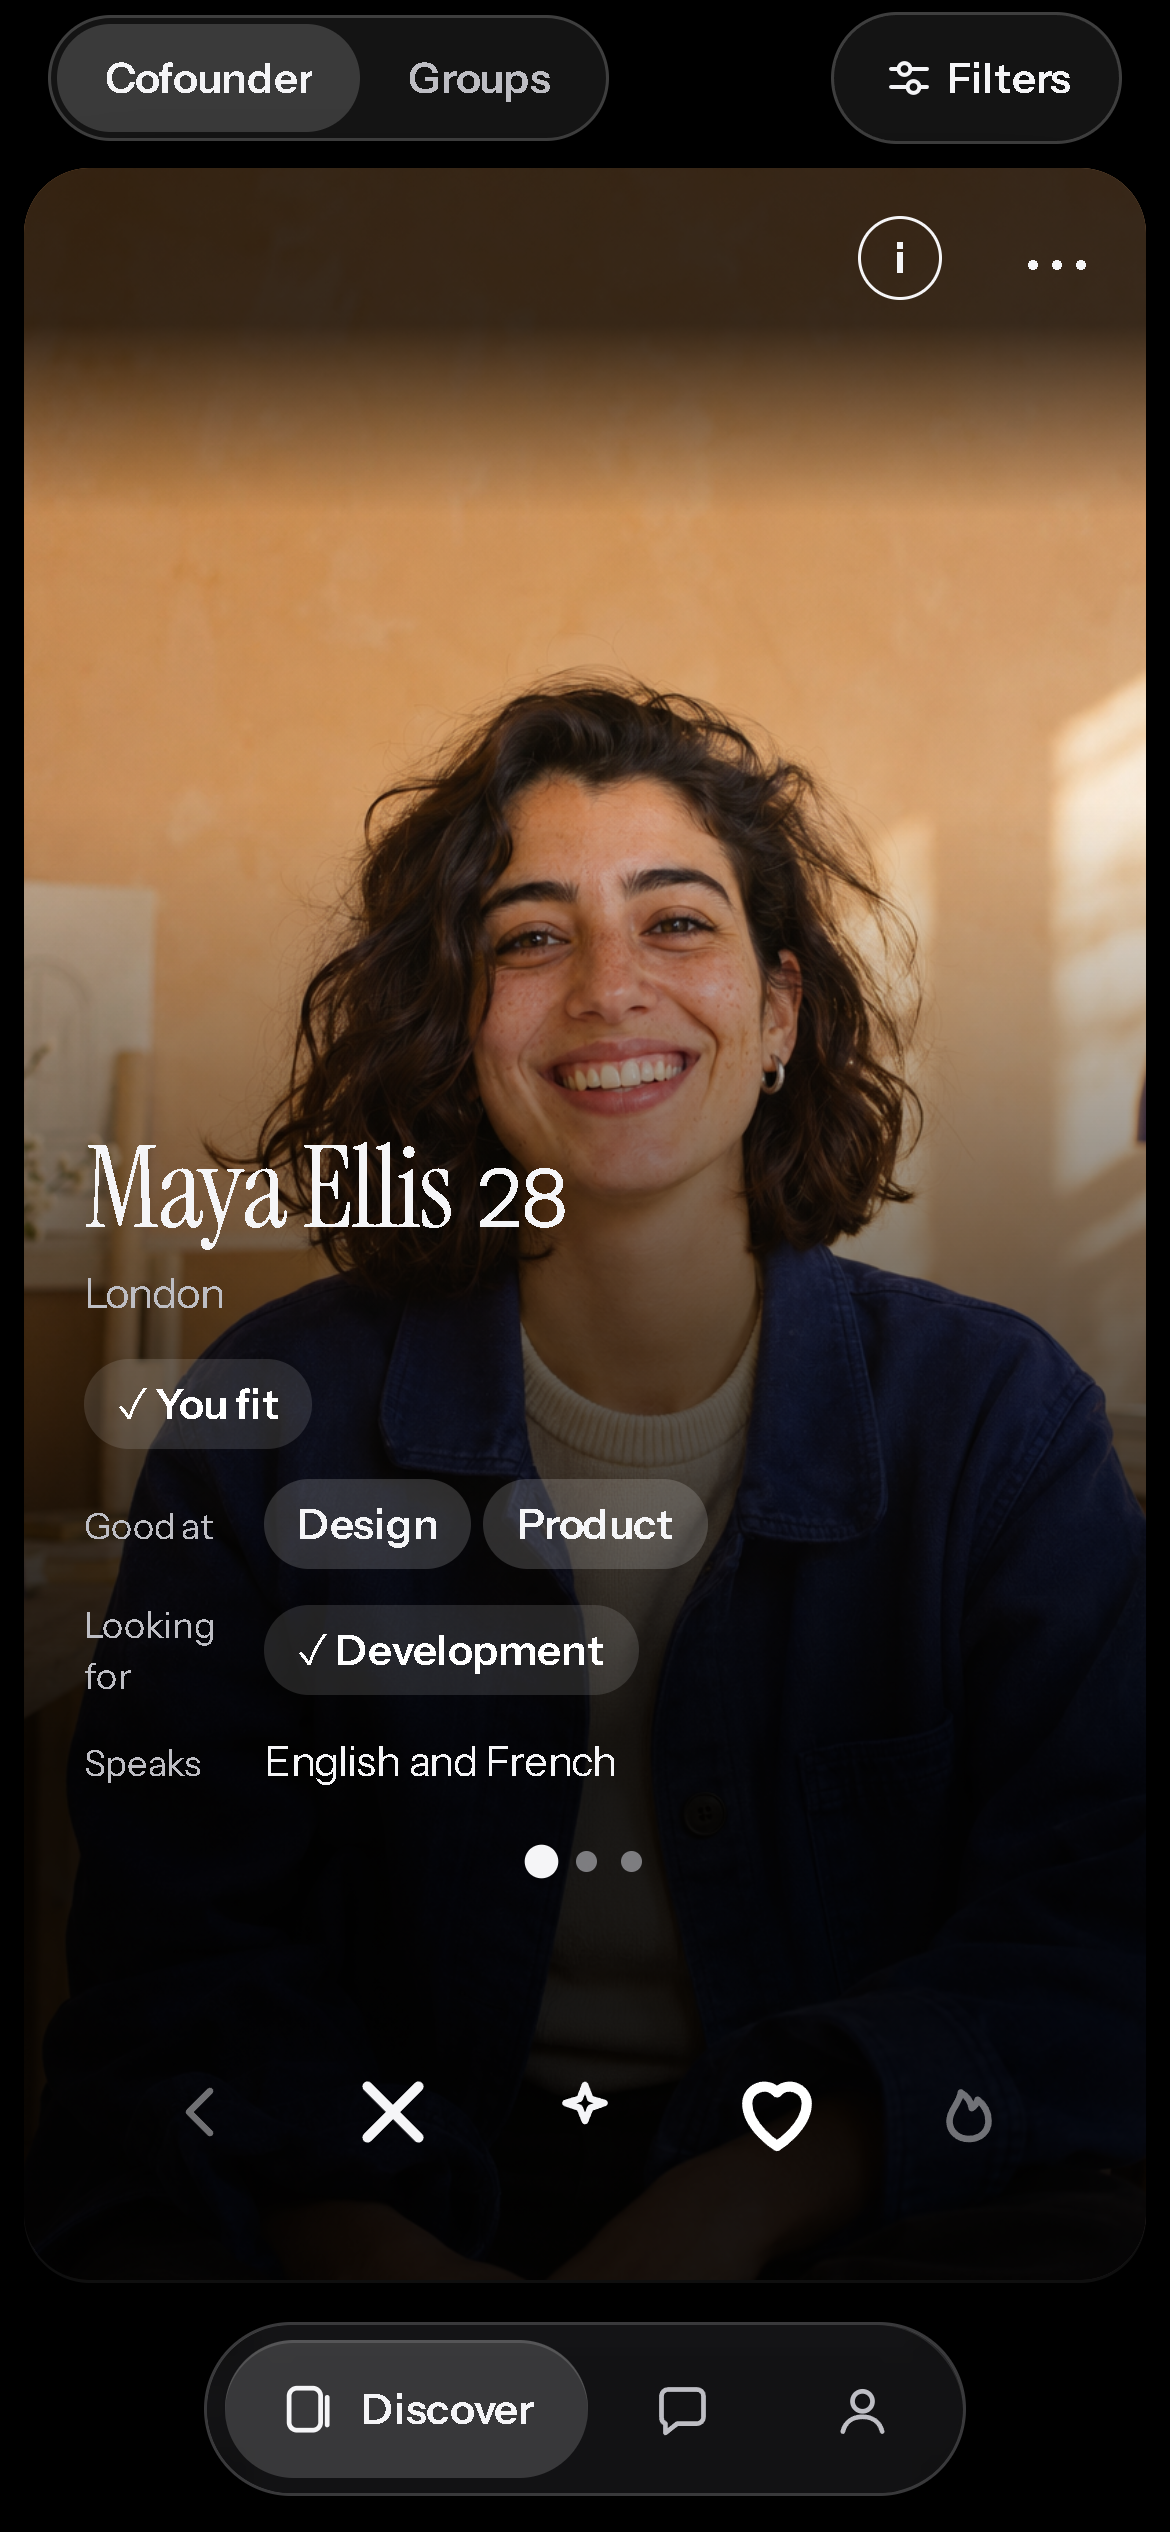 Cofounder Groups Filters
i
Maya Ellis 28
London
✓ You fit
Good at Design Product
Looking for ✓ Development
Speaks English and French
Discover